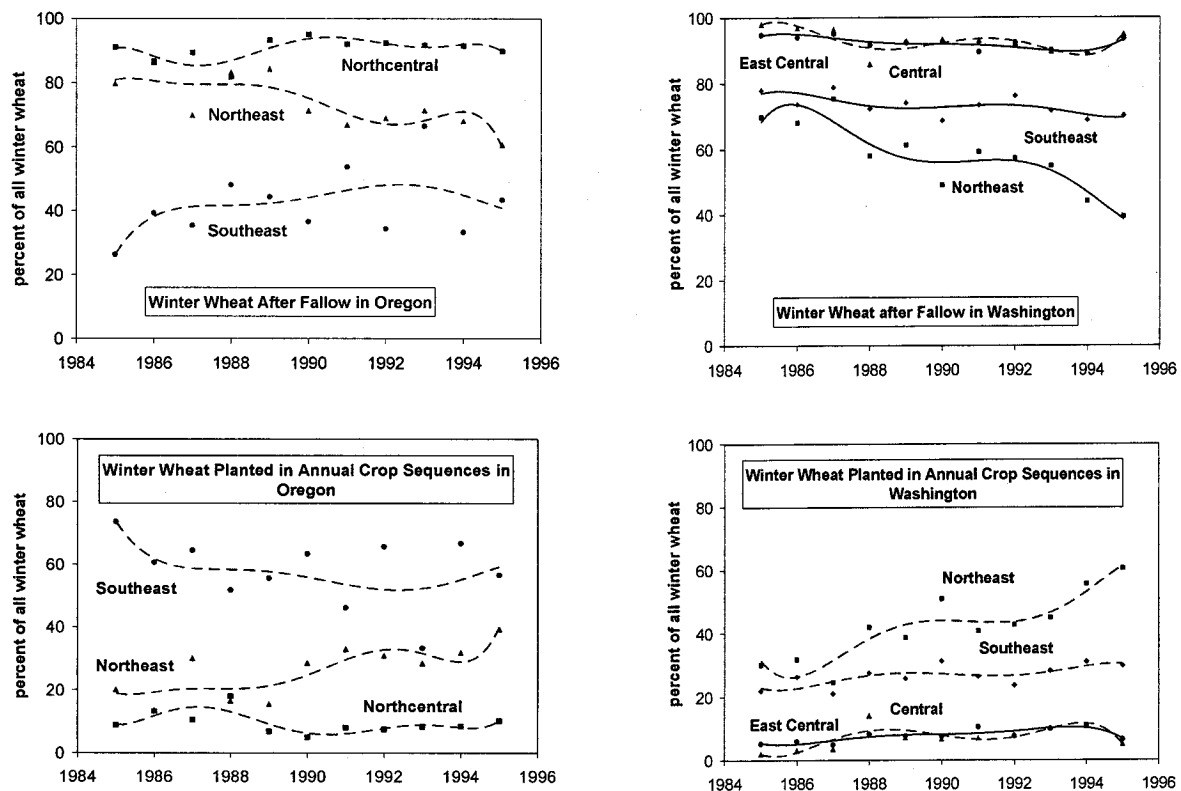 percent of all winter wheat
100
80
60
40
20
0
Northcentral
Northeast
Southeast
Winter Wheat After Fallow in Oregon
1984 1986 1988 1990 1992 1994 1996
percent of all winter wheat
100
80
60
40
20
0
East Central
Central
Southeast
Northeast
Winter Wheat after Fallow in Washington
1984 1986 1988 1990 1992 1994 1996
percent of all winter wheat
100
80
60
40
20
0
Winter Wheat Planted in Annual Crop Sequences in
Oregon
Southeast
Northeast
Northcentral
1984 1986 1988 1990 1992 1994 1996
percent of all winter wheat
100
80
60
40
20
0
Winter Wheat Planted in Annual Crop Sequences in
Washington
Northeast
Southeast
East Central
Central
1984 1986 1988 1990 1992 1994 1996